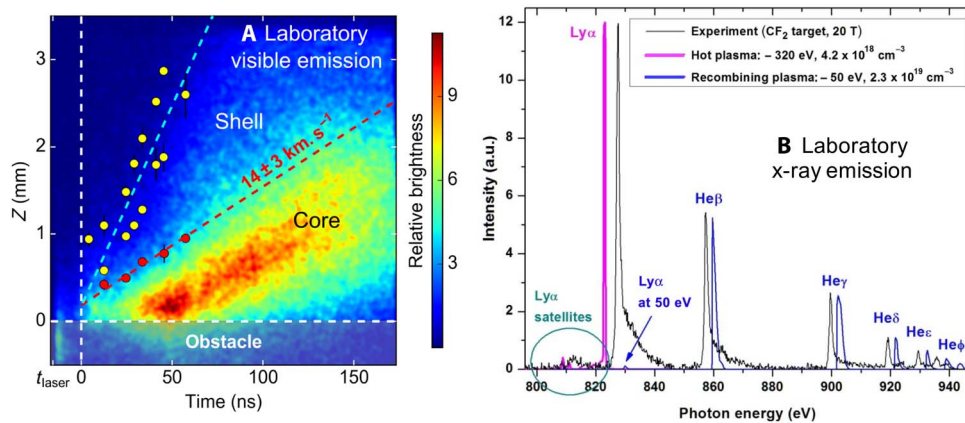 A Laboratory
visible emission
Shell
14±3 km.s⁻¹
Core
Obstacle
Z (mm)
3
2
1
0
t_laser
0
50
100
150
Time (ns)
Relative brightness
9
6
3
B Laboratory
x-ray emission
Experiment (CF₂ target, 20 T)
Hot plasma: – 320 eV, 4.2 x 10¹⁸ cm⁻³
Recombining plasma: – 50 eV, 2.3 x 10¹⁹ cm⁻³
Lyα
Heβ
Lyα
at 50 eV
Lyα
satellites
Heγ
Heδ
Heε
Heϕ
Intensity (a.u.)
12
10
8
6
4
2
0
800
820
840
860
880
900
920
940
Photon energy (eV)